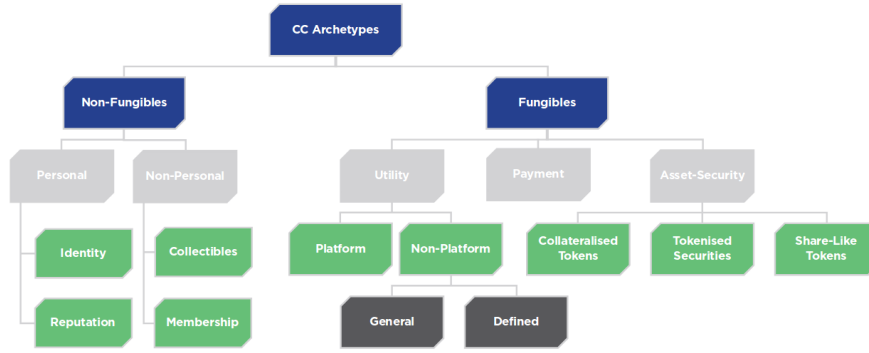 CC Archetypes
Non-Fungibles
Fungibles
Personal
Non-Personal
Utility
Payment
Asset-Security
Identity
Collectibles
Platform
Non-Platform
Collateralised
Tokens
Tokenised
Securities
Share-Like
Tokens
Reputation
Membership
General
Defined